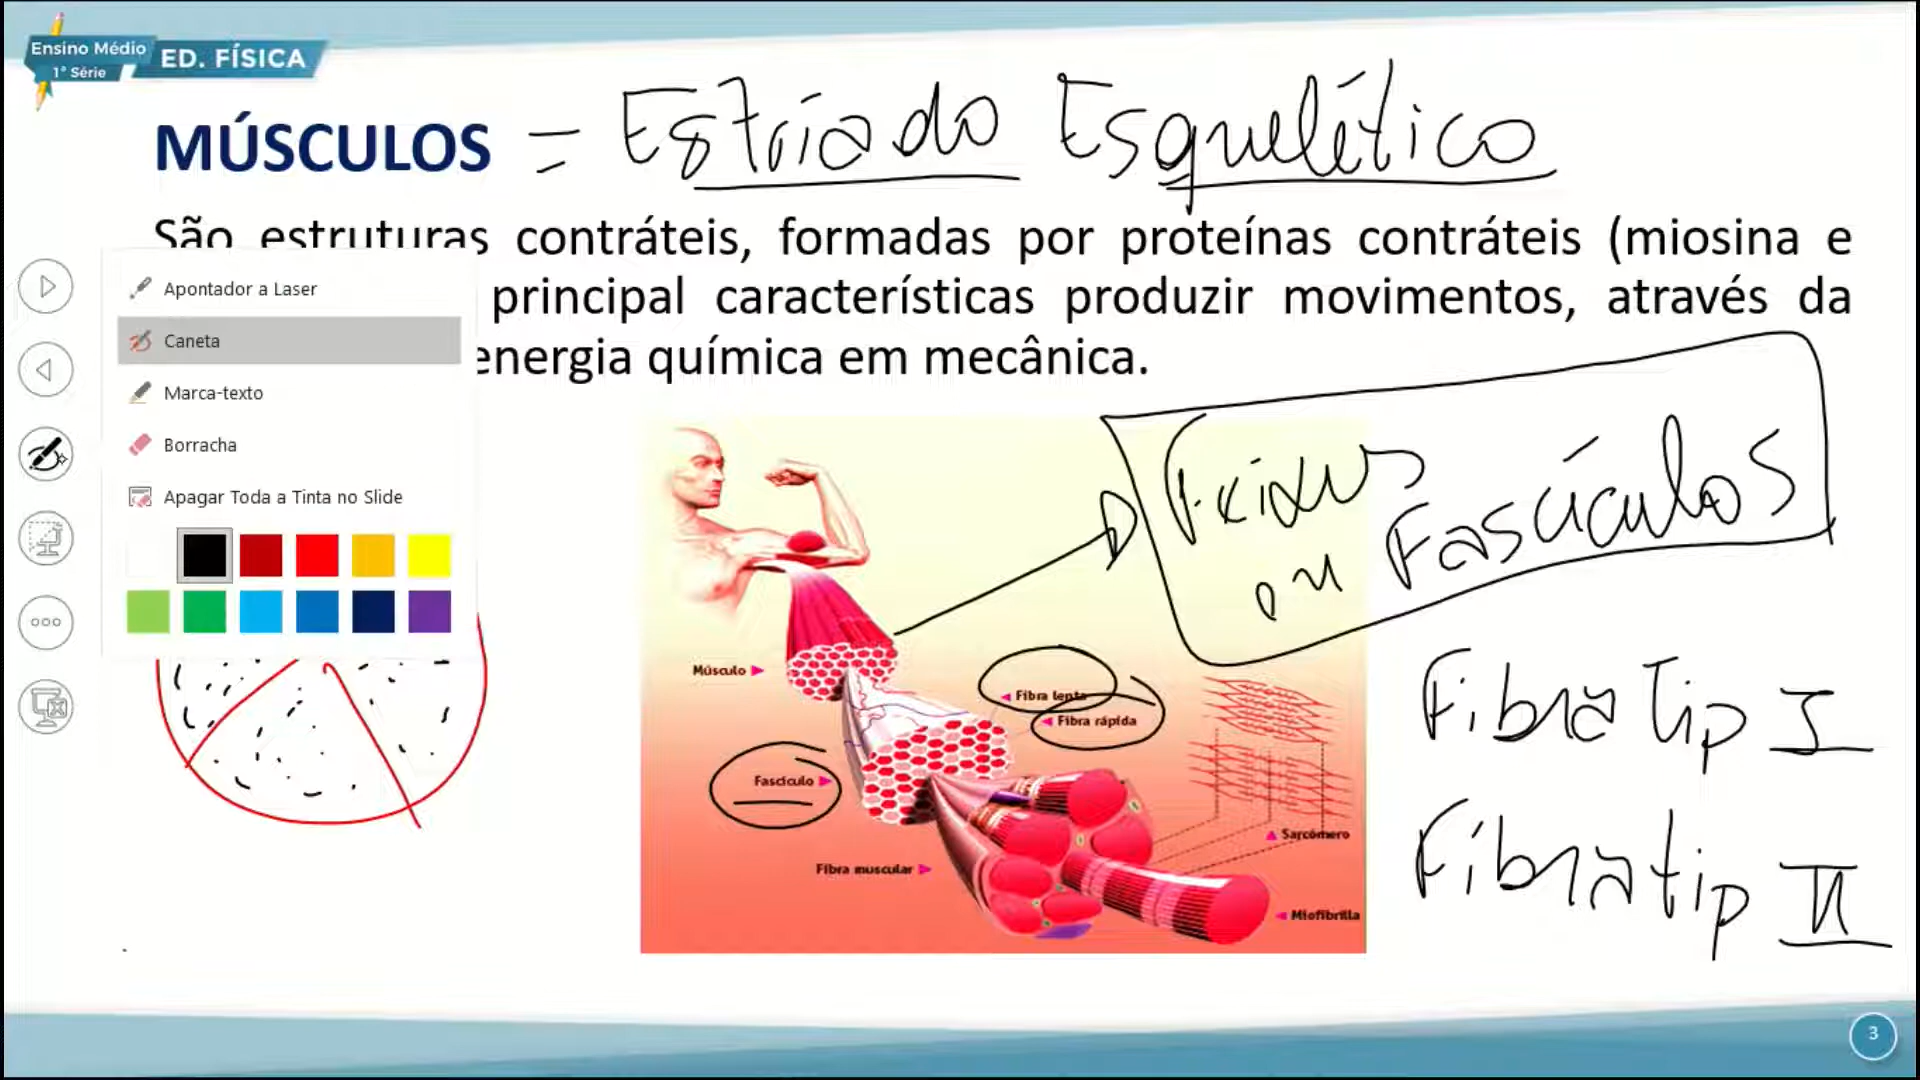 Ensino Médio
1ª Série
ED. FÍSICA
MÚSCULOS = Estriado Esquelético
São estruturas contráteis, formadas por proteínas contráteis (miosina e
principal características produzir movimentos, através da
energia química em mecânica.
Apontador a Laser
Caneta
Marca-texto
Borracha
Apagar Toda a Tinta no Slide
Feixes
ou Fascículos
Músculo
Fibra lenta
Fibra rápida
Fascículo
Fibra muscular
Sarcómero
Miofibrilla
Fibra Tip I
Fibra tip II
3